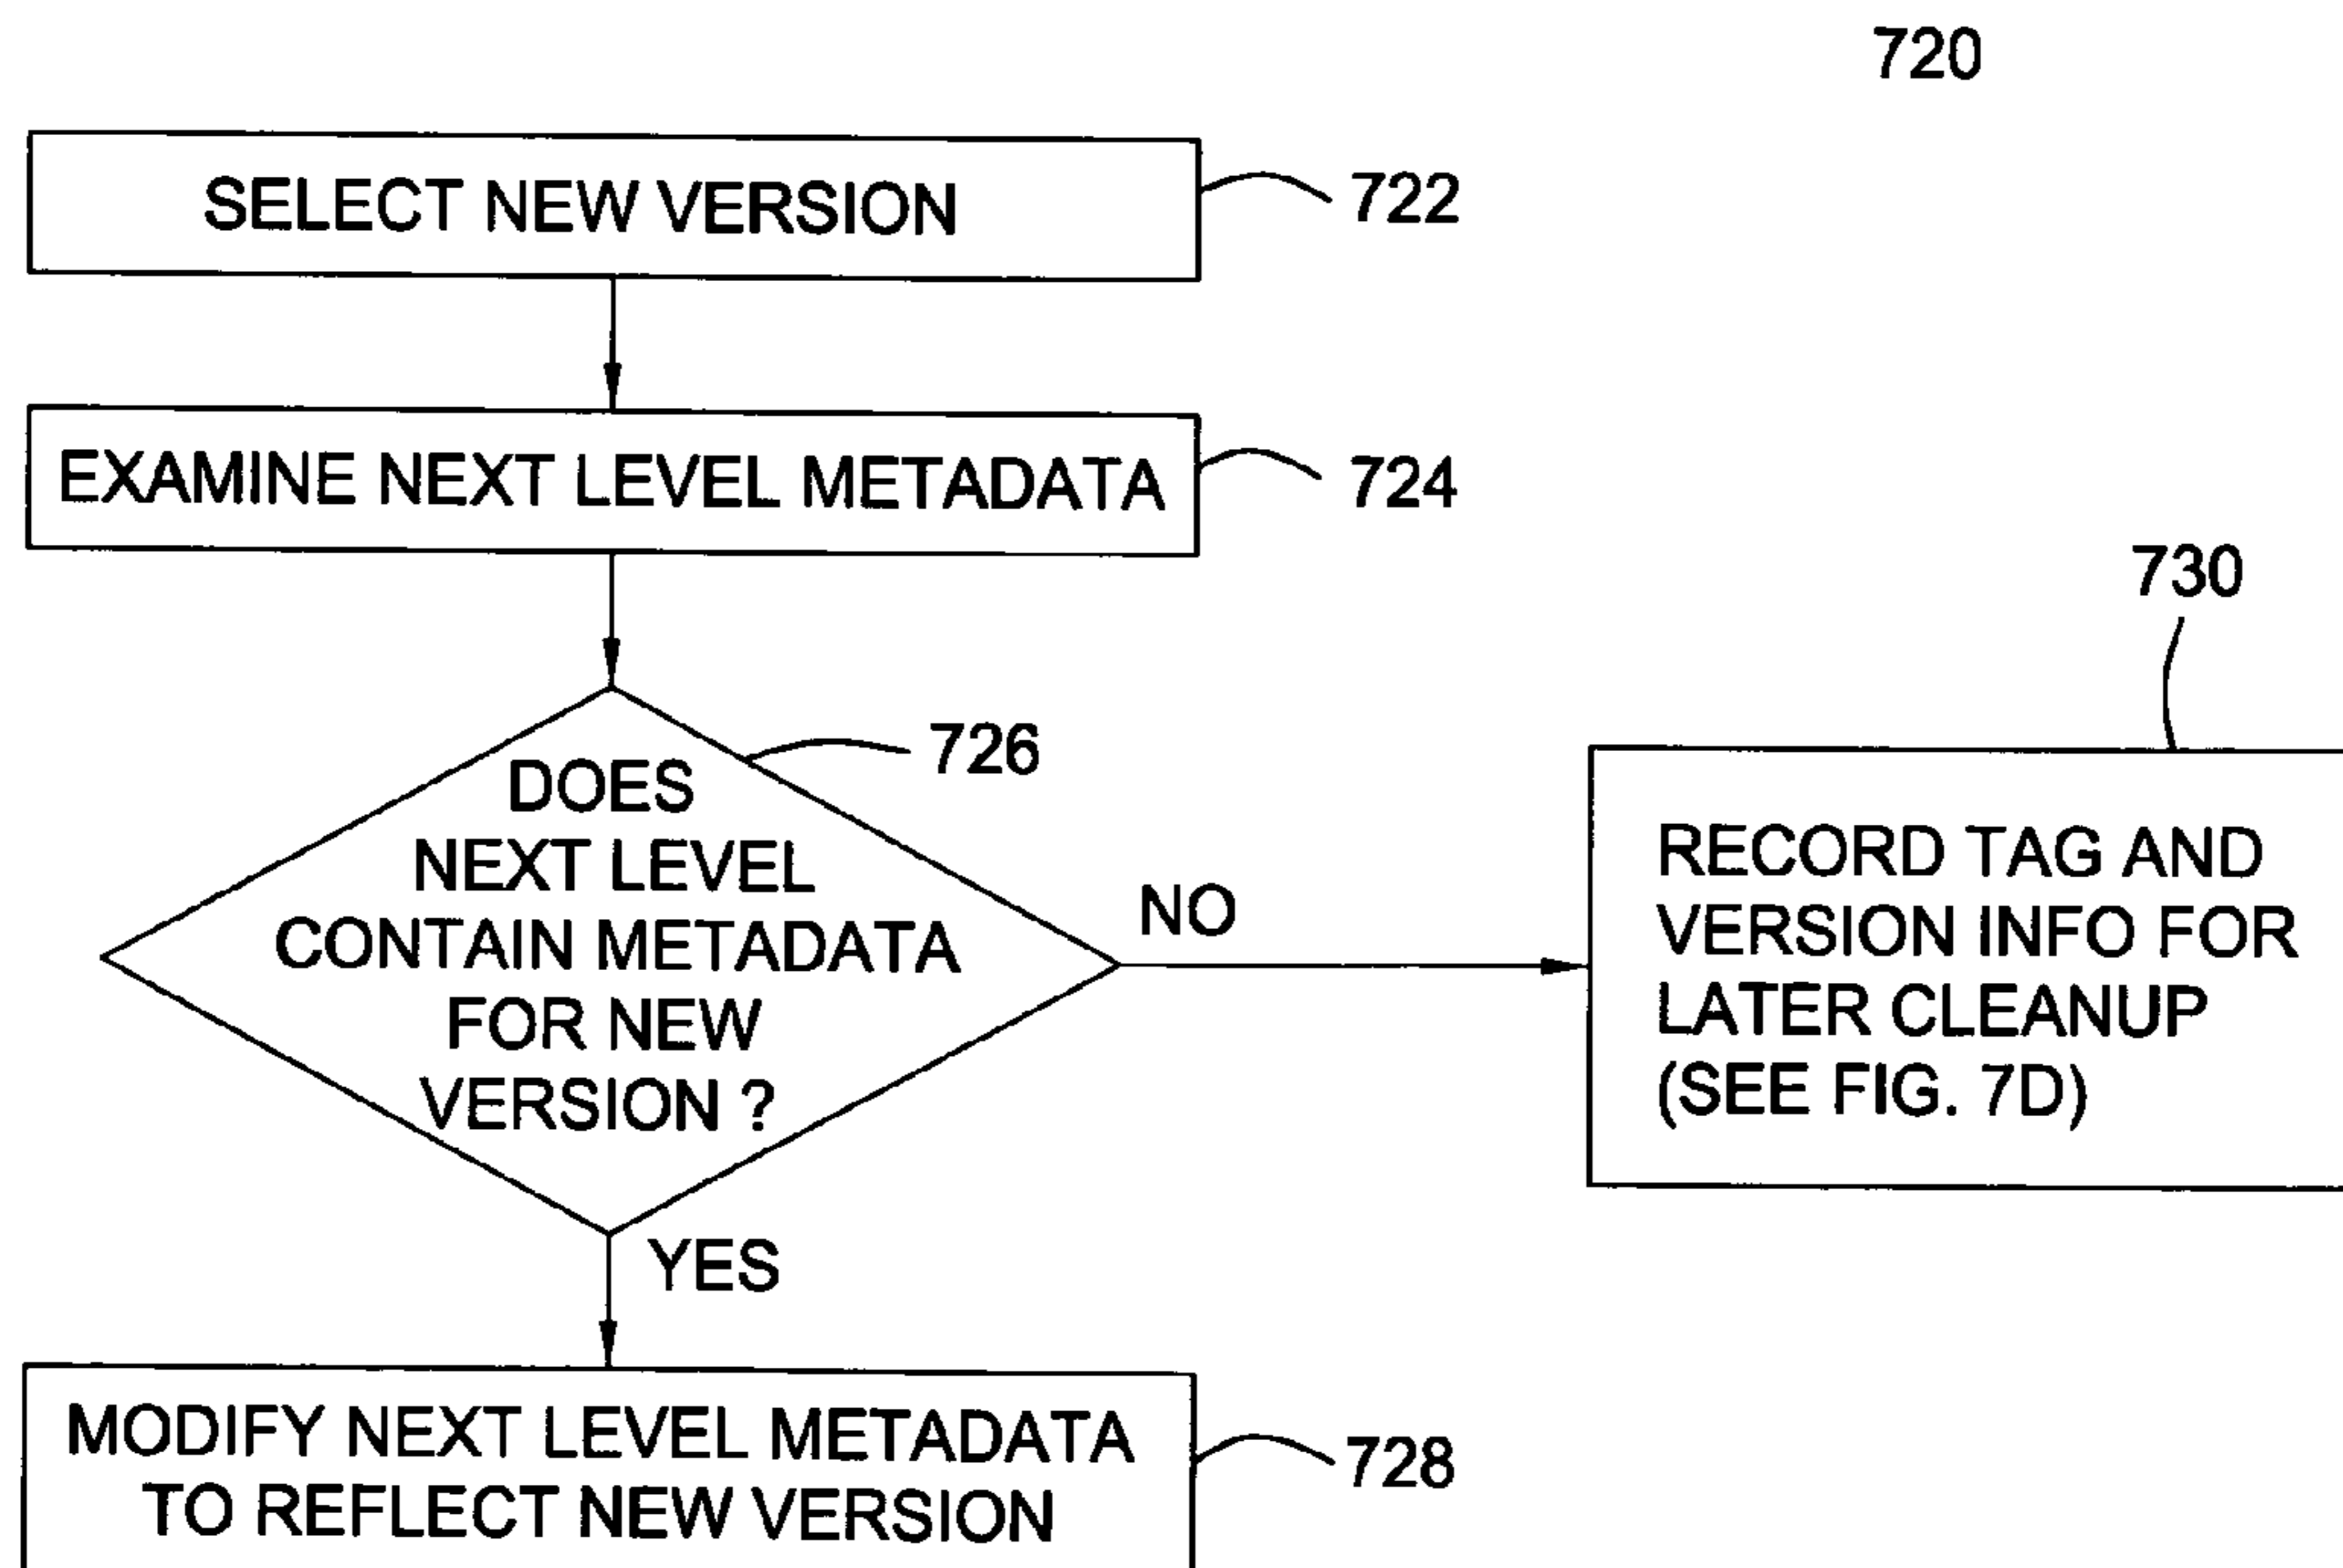 720
SELECT NEW VERSION
722
EXAMINE NEXT LEVEL METADATA
724
730
726
DOES
NEXT LEVEL
CONTAIN METADATA
FOR NEW
VERSION ?
NO
RECORD TAG AND
VERSION INFO FOR
LATER CLEANUP
(SEE FIG. 7D)
YES
MODIFY NEXT LEVEL METADATA
TO REFLECT NEW VERSION
728